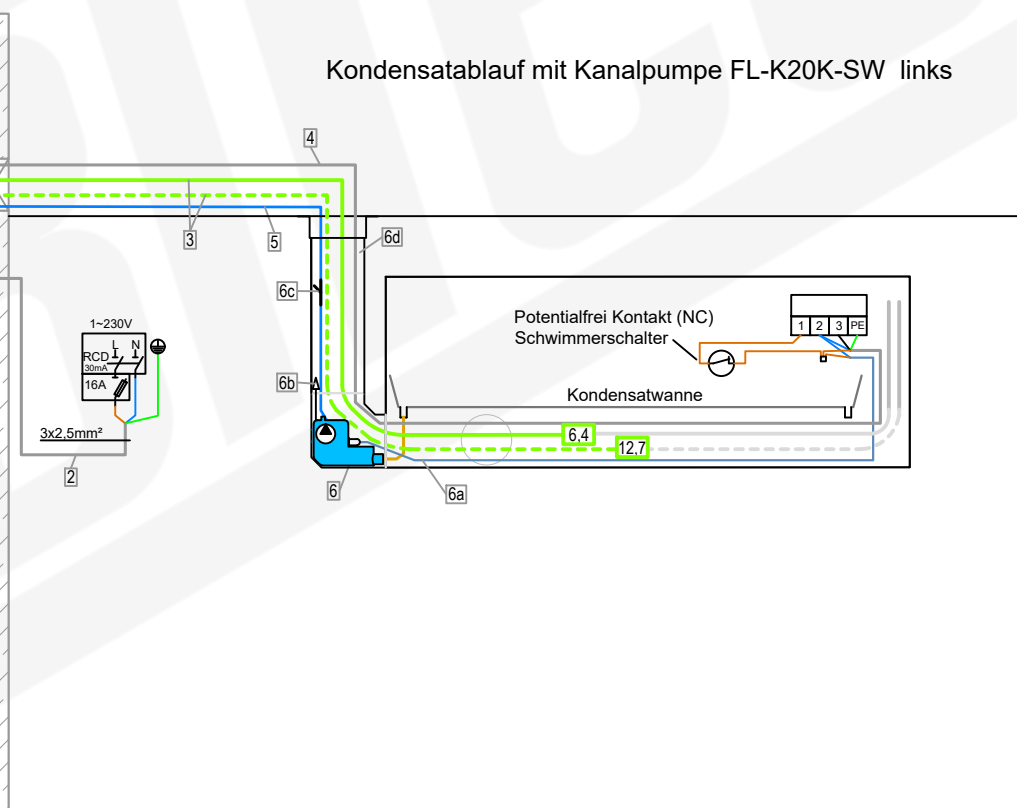 Kondensatablauf mit Kanalpumpe FL-K20K-SW links
4
3
5
6d
6c
Potentialfrei Kontakt (NC)
Schwimmerschalter
1 2 3 PE
1~230V
L N
RCD
30mA
16A
6b
Kondensatwanne
3x2,5mm²
6,4
12,7
2
6
6a